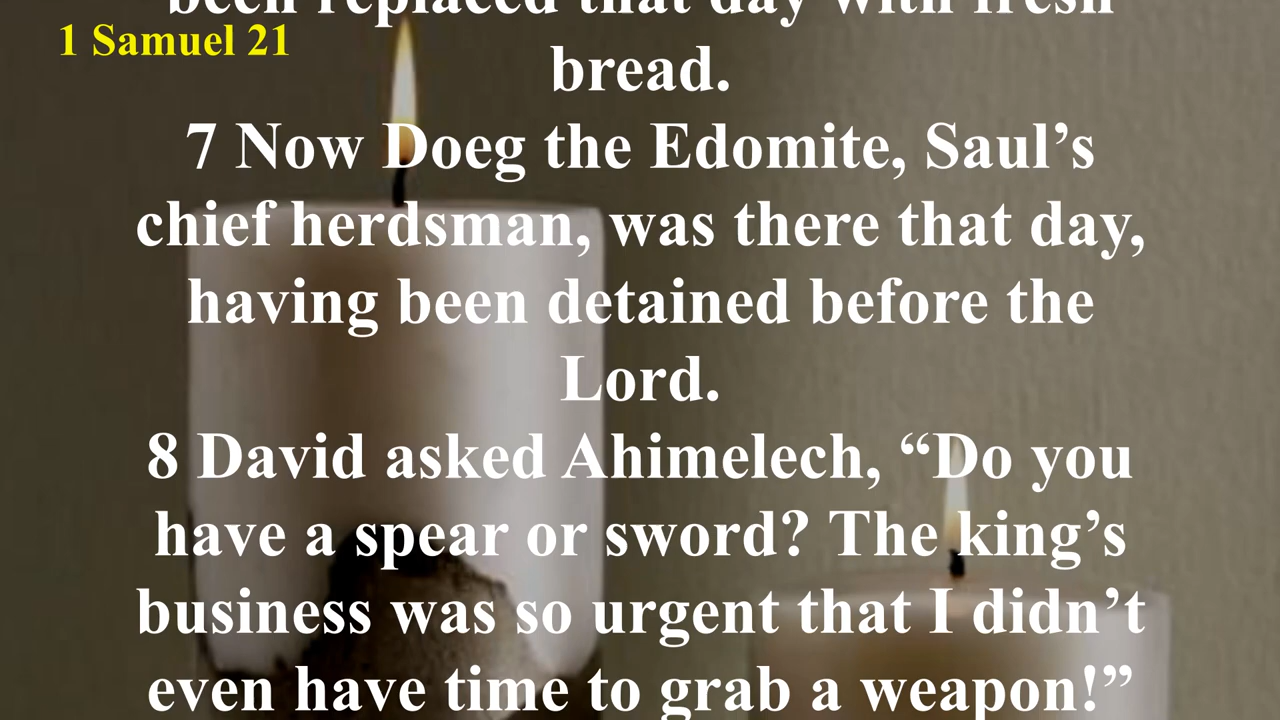 been replaced that day with fresh
1 Samuel 21
bread.
7 Now Doeg the Edomite, Saul’s
chief herdsman, was there that day,
having been detained before the
Lord.
8 David asked Ahimelech, “Do you
have a spear or sword? The king’s
business was so urgent that I didn’t
even have time to grab a weapon!”